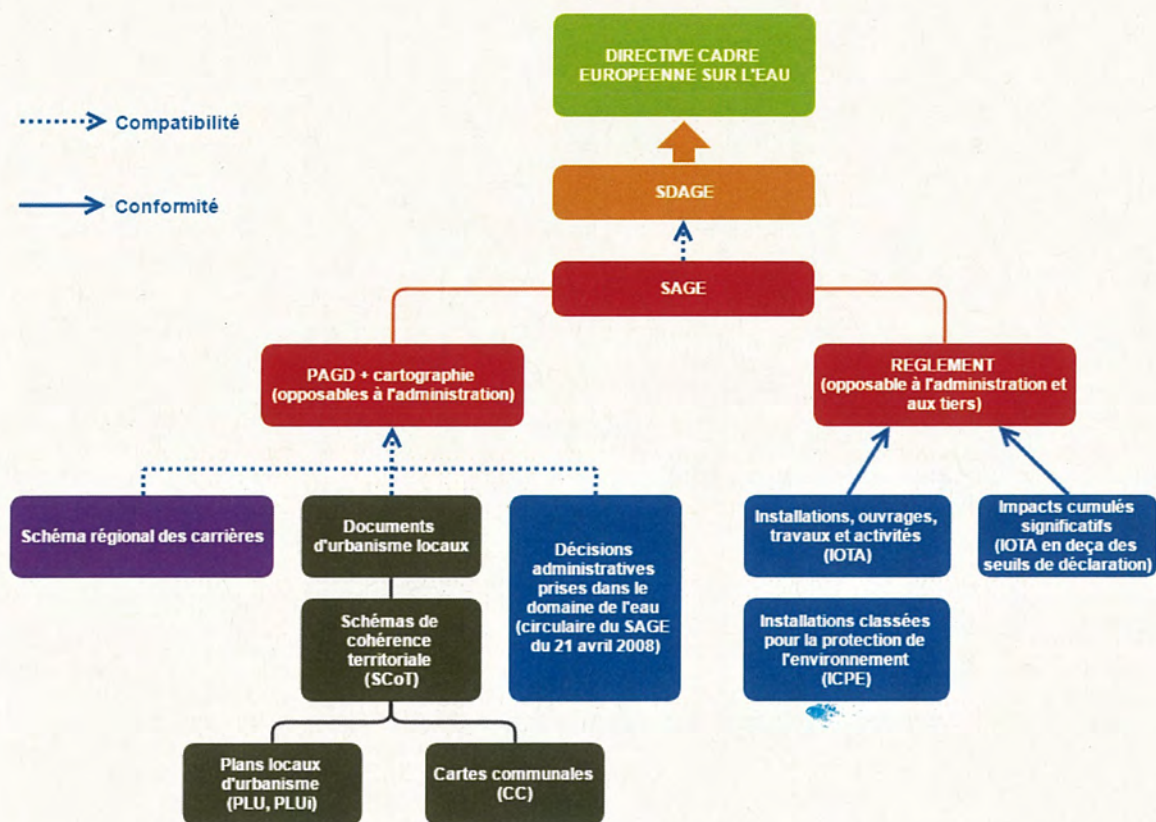 DIRECTIVE CADRE
EUROPEENNE SUR L'EAU
Compatibilité
Conformité
SDAGE
SAGE
PAGD + cartographie
(opposables à l'administration)
REGLEMENT
(opposable à l'administration et
aux tiers)
Schéma régional des carrières
Documents
d'urbanisme locaux
Décisions
administratives
prises dans le
domaine de l'eau
(circulaire du SAGE
du 21 avril 2008)
Installations, ouvrages,
travaux et activités
(IOTA)
Impacts cumulés
significatifs
(IOTA en deça des
seuils de déclaration)
Schémas de
cohérence
territoriale
(SCoT)
Installations classées
pour la protection de
l'environnement
(ICPE)
Plans locaux
d'urbanisme
(PLU, PLUi)
Cartes communales
(CC)